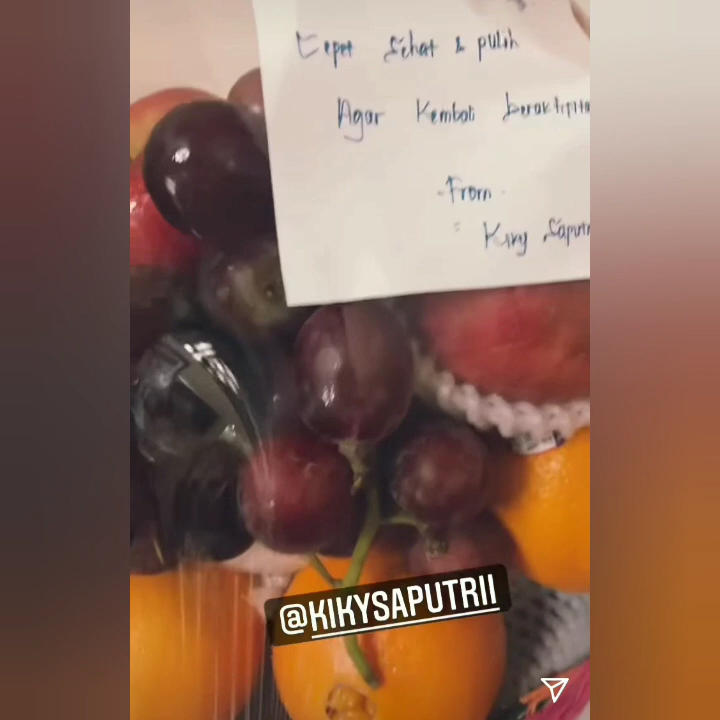 Cepet Sehat & pulih
Agar Kembali
-From-
Kiky
@KIKYSAPUTRII